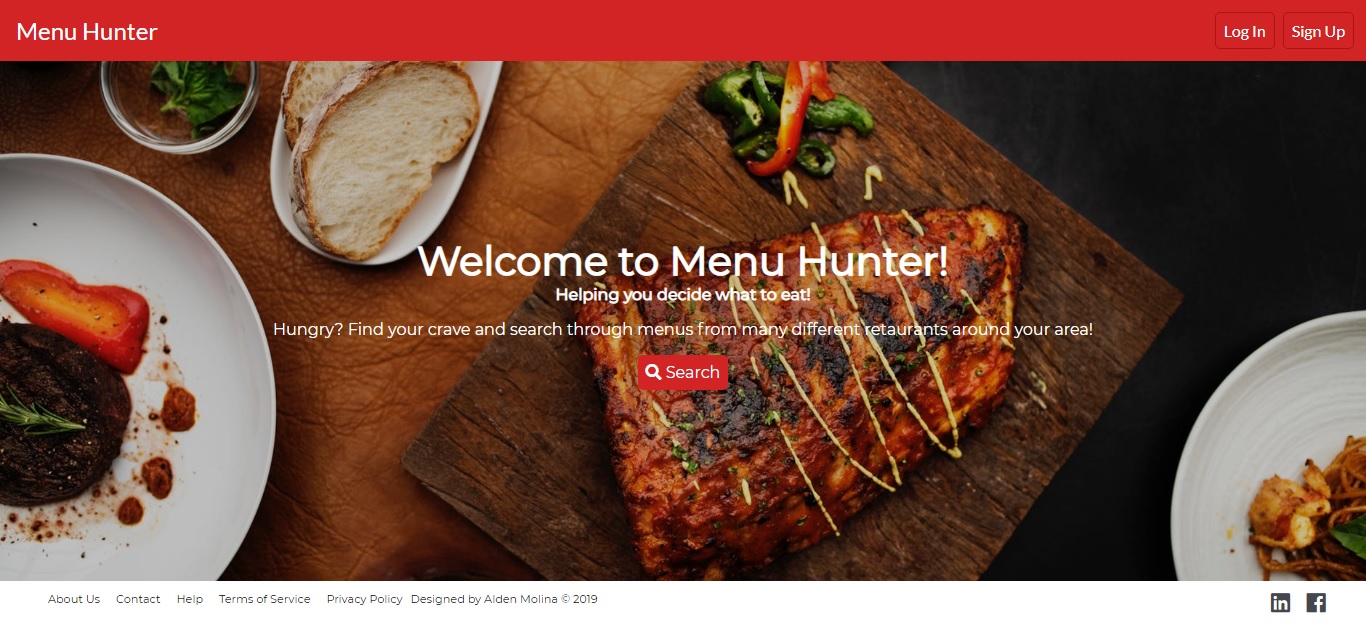 Menu Hunter
Log In
Sign Up
Welcome to Menu Hunter!
Helping you decide what to eat!
Hungry? Find your crave and search through menus from many different retaurants around your area!
Search
About Us Contact Help Terms of Service Privacy Policy Designed by Alden Molina © 2019